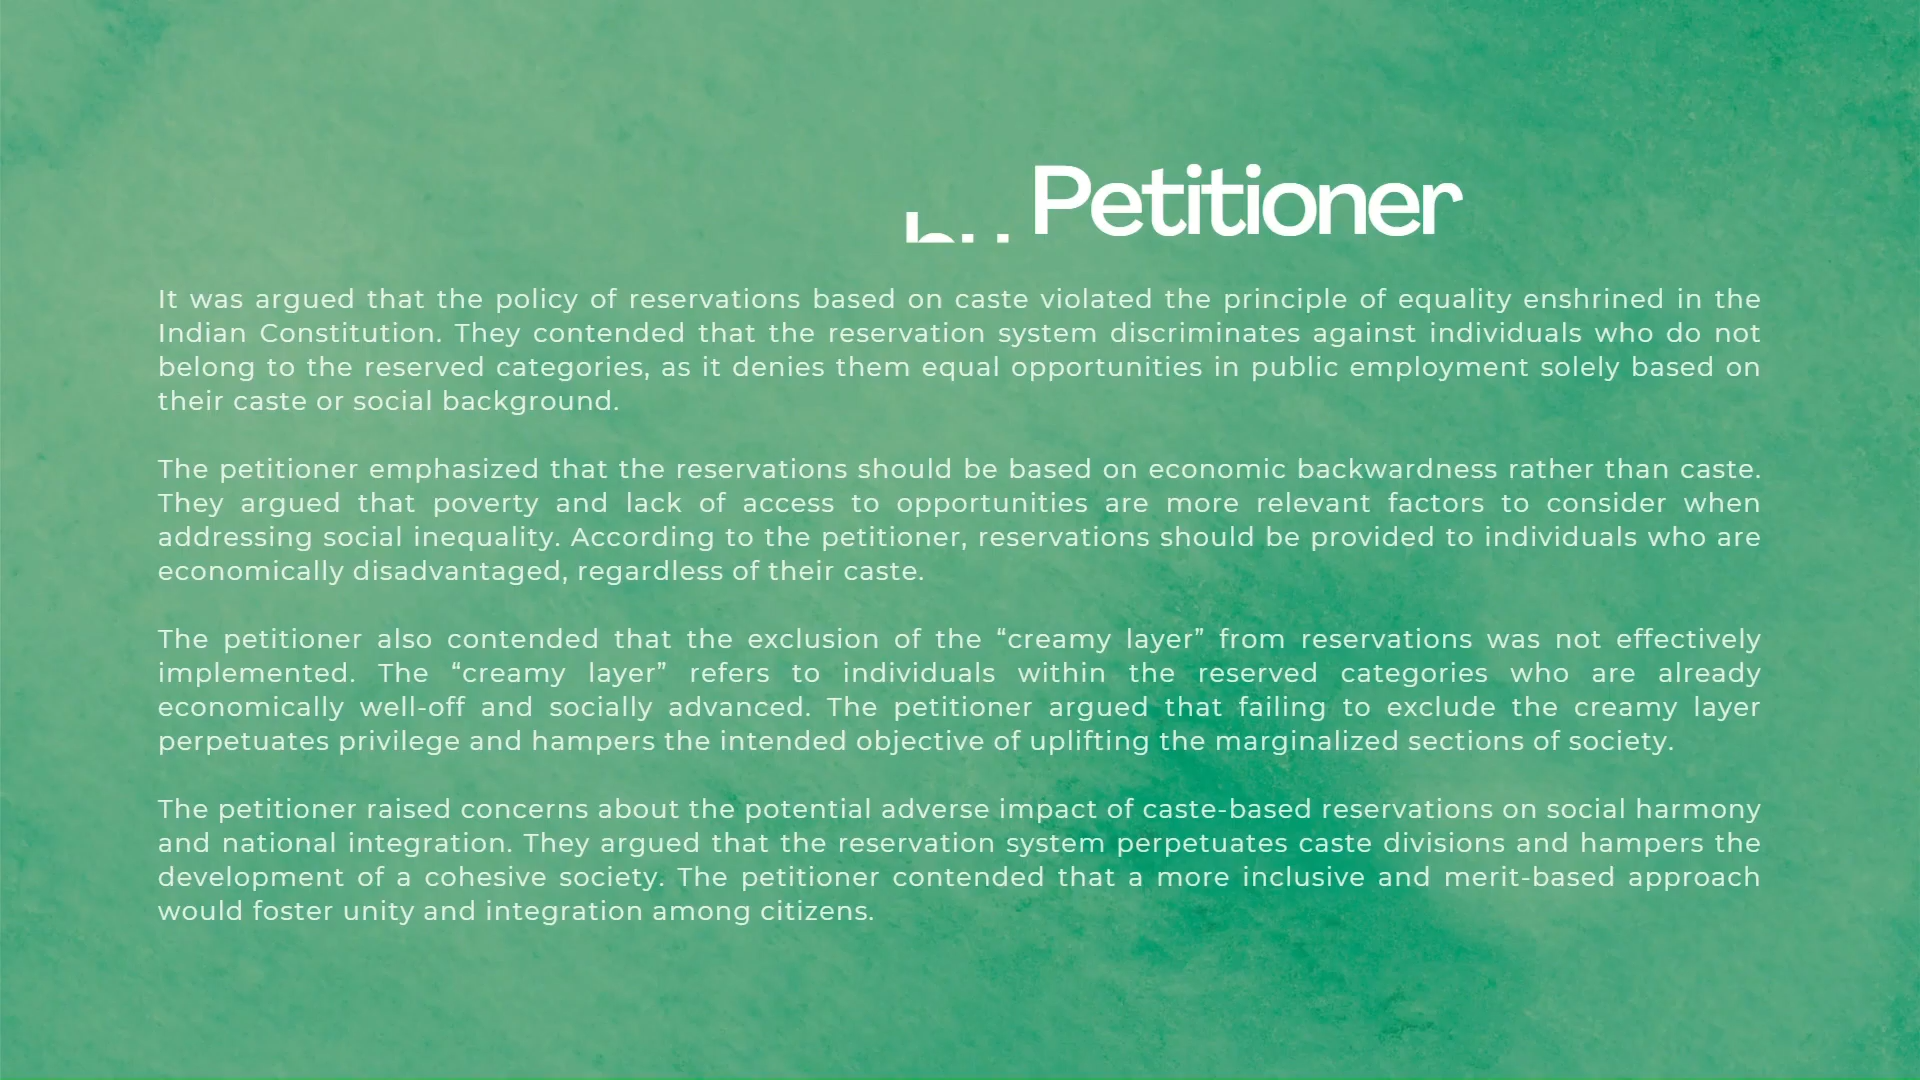 Petitioner
It was argued that the policy of reservations based on caste violated the principle of equality enshrined in the
Indian Constitution. They contended that the reservation system discriminates against individuals who do not
belong to the reserved categories, as it denies them equal opportunities in public employment solely based on
their caste or social background.
The petitioner emphasized that the reservations should be based on economic backwardness rather than caste.
They argued that poverty and lack of access to opportunities are more relevant factors to consider when
addressing social inequality. According to the petitioner, reservations should be provided to individuals who are
economically disadvantaged, regardless of their caste.
The petitioner also contended that the exclusion of the “creamy layer” from reservations was not effectively
implemented. The “creamy layer” refers to individuals within the reserved categories who are already
economically well-off and socially advanced. The petitioner argued that failing to exclude the creamy layer
perpetuates privilege and hampers the intended objective of uplifting the marginalized sections of society.
The petitioner raised concerns about the potential adverse impact of caste-based reservations on social harmony
and national integration. They argued that the reservation system perpetuates caste divisions and hampers the
development of a cohesive society. The petitioner contended that a more inclusive and merit-based approach
would foster unity and integration among citizens.